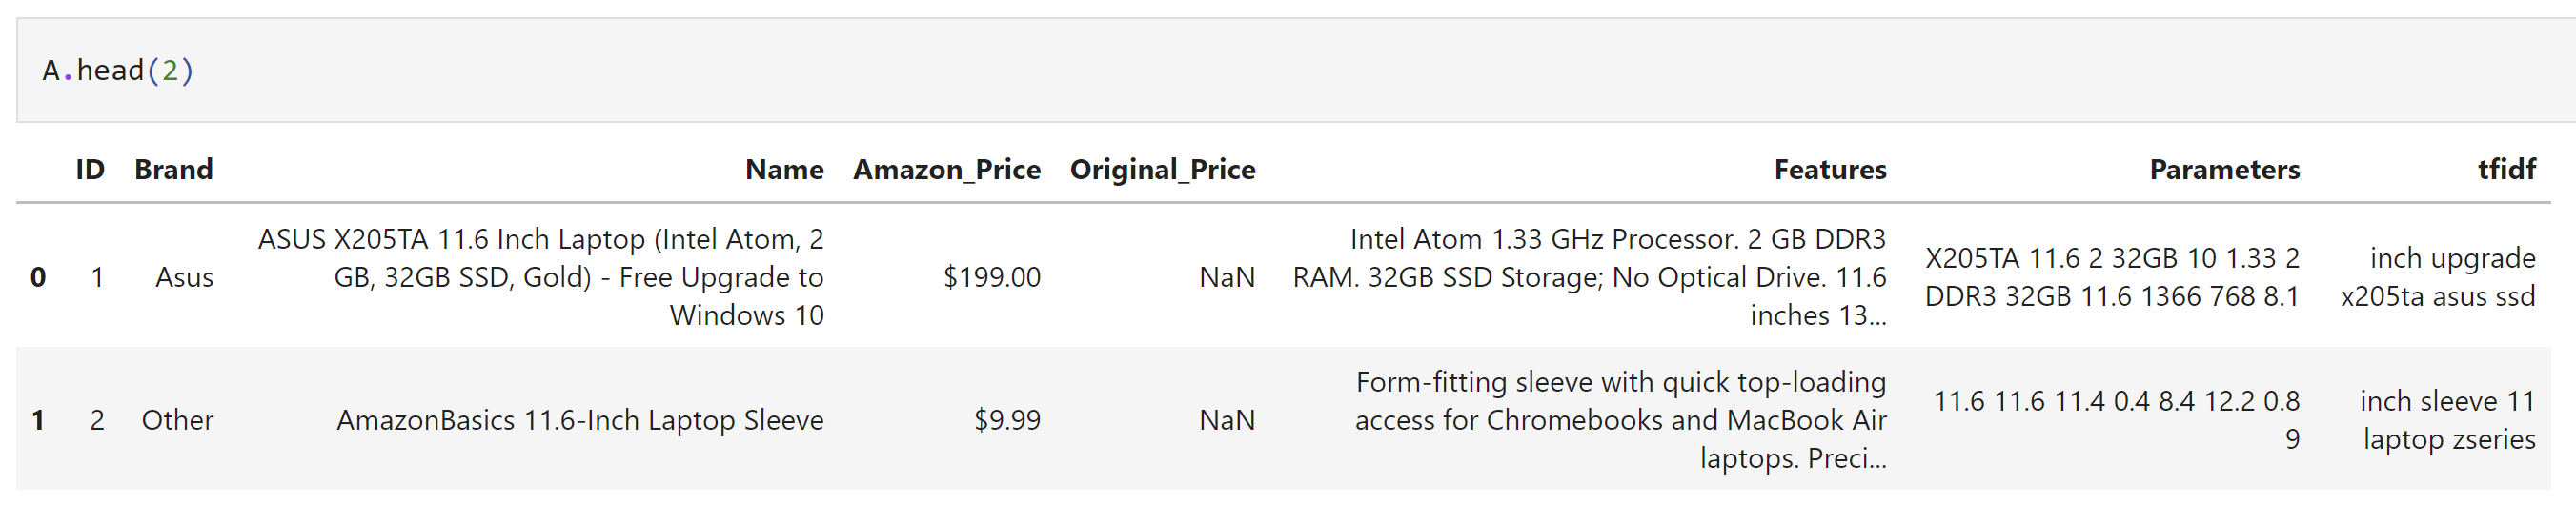 A.head(2)
ID Brand Name Amazon_Price Original_Price Features Parameters tfidf
ASUS X205TA 11.6 Inch Laptop (Intel Atom, 2 Intel Atom 1.33 GHz Processor. 2 GB DDR3
X205TA 11.6 2 32GB 10 1.33 2 inch upgrade
0 1 Asus GB, 32GB SSD, Gold) - Free Upgrade to $199.00 NaN RAM. 32GB SSD Storage; No Optical Drive. 11.6
DDR3 32GB 11.6 1366 768 8.1 x205ta asus ssd
Windows 10 inches 13...
Form-fitting sleeve with quick top-loading
11.6 11.6 11.4 0.4 8.4 12.2 0.8 inch sleeve 11
1 2 Other AmazonBasics 11.6-Inch Laptop Sleeve $9.99 NaN access for Chromebooks and MacBook Air
9 laptop zseries
laptops. Preci...